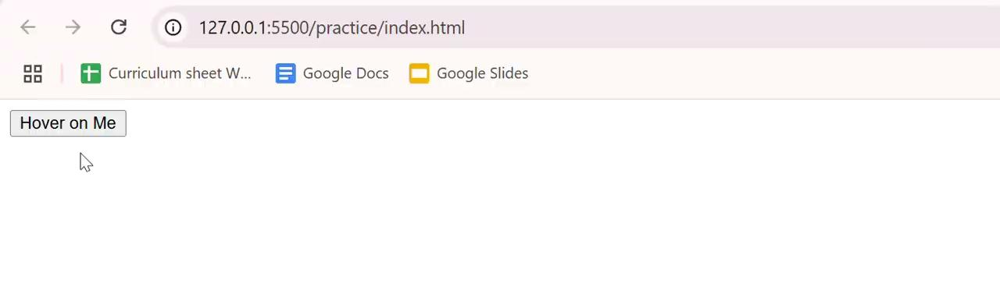 127.0.0.1:5500/practice/index.html
Curriculum sheet W... Google Docs Google Slides
Hover on Me